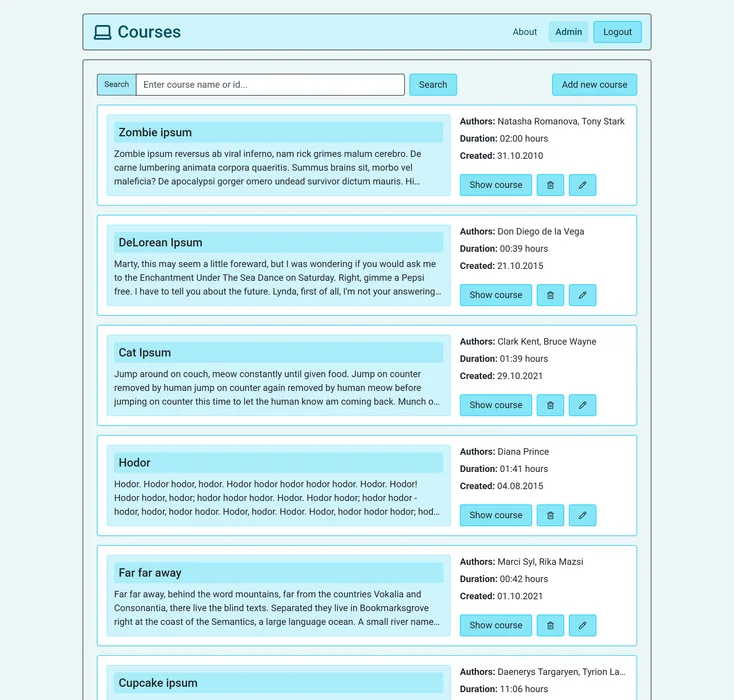 Courses
About
Admin
Logout
Search
Enter course name or id...
Search
Add new course
Zombie ipsum
Zombie ipsum reversus ab viral inferno, nam rick grimes malum cerebro. De
carne lumbering animata corpora quaeritis. Summus brains sit, morbo vel
maleficia? De apocalypsi gorger omero undead survivor dictum mauris. Hi...
Authors: Natasha Romanova, Tony Stark
Duration: 02:00 hours
Created: 31.10.2010
Show course
DeLorean Ipsum
Marty, this may seem a little foreward, but I was wondering if you would ask me
to the Enchantment Under The Sea Dance on Saturday. Right, gimme a Pepsi
free. I have to tell you about the future. Lynda, first of all, I'm not your answering...
Authors: Don Diego de la Vega
Duration: 00:39 hours
Created: 21.10.2015
Show course
Cat Ipsum
Jump around on couch, meow constantly until given food. Jump on counter
removed by human jump on counter again removed by human meow before
jumping on counter this time to let the human know am coming back. Munch o...
Authors: Clark Kent, Bruce Wayne
Duration: 01:39 hours
Created: 29.10.2021
Show course
Hodor
Hodor. Hodor hodor, hodor. Hodor hodor hodor hodor hodor. Hodor. Hodor!
Hodor hodor, hodor; hodor hodor hodor. Hodor. Hodor hodor; hodor hodor -
hodor, hodor, hodor hodor. Hodor, hodor. Hodor. Hodor, hodor hodor hodor; hod...
Authors: Diana Prince
Duration: 01:41 hours
Created: 04.08.2015
Show course
Far far away
Far far away, behind the word mountains, far from the countries Vokalia and
Consonantia, there live the blind texts. Separated they live in Bookmarksgrove
right at the coast of the Semantics, a large language ocean. A small river name...
Authors: Marci Syl, Rika Mazsi
Duration: 00:42 hours
Created: 01.10.2021
Show course
Cupcake ipsum
Authors: Daenerys Targaryen, Tyrion La...
Duration: 11:06 hours